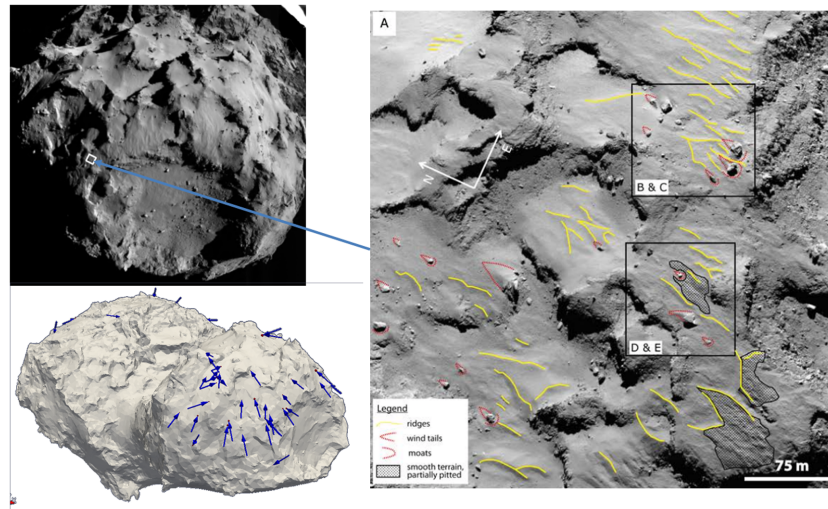 A
N
E
B & C
D & E
Legend
ridges
wind tails
moats
smooth terrain,
partially pitted
75 m